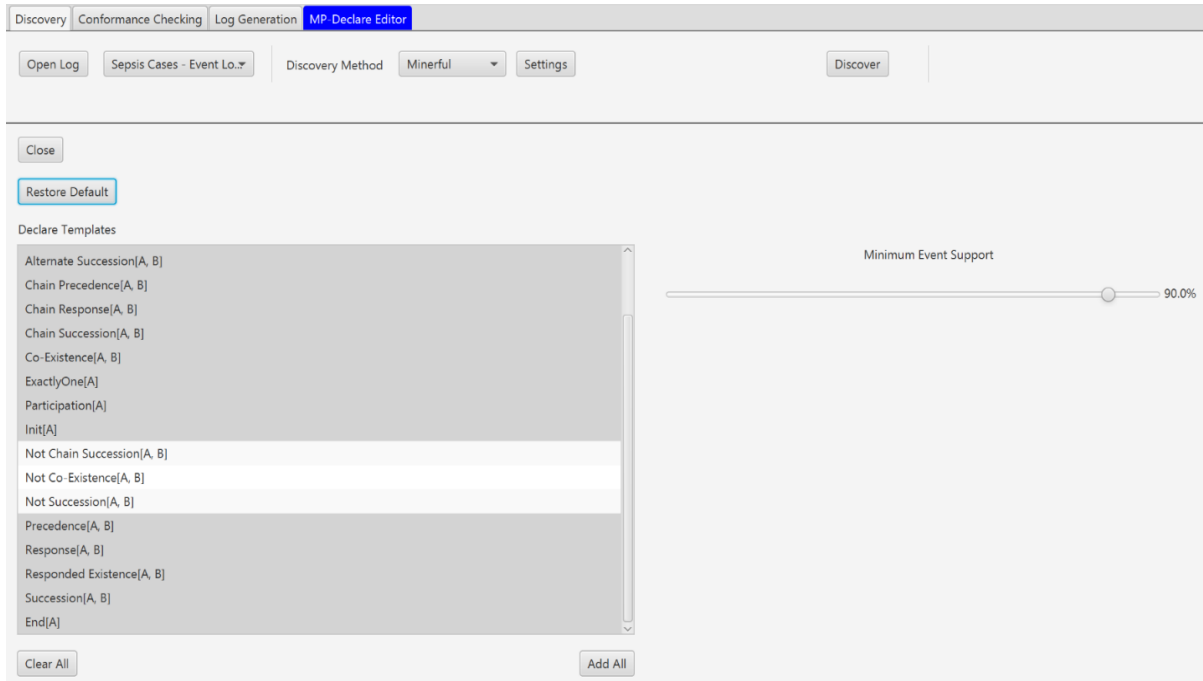 Discovery Conformance Checking Log Generation MP-Declare Editor
Open Log Sepsis Cases - Event Lo... Discovery Method Minerful Settings Discover
Close
Restore Default
Declare Templates
Minimum Event Support
90.0%
Alternate Succession[A, B]
Chain Precedence[A, B]
Chain Response[A, B]
Chain Succession[A, B]
Co-Existence[A, B]
ExactlyOne[A]
Participation[A]
Init[A]
Not Chain Succession[A, B]
Not Co-Existence[A, B]
Not Succession[A, B]
Precedence[A, B]
Response[A, B]
Responded Existence[A, B]
Succession[A, B]
End[A]
Clear All Add All